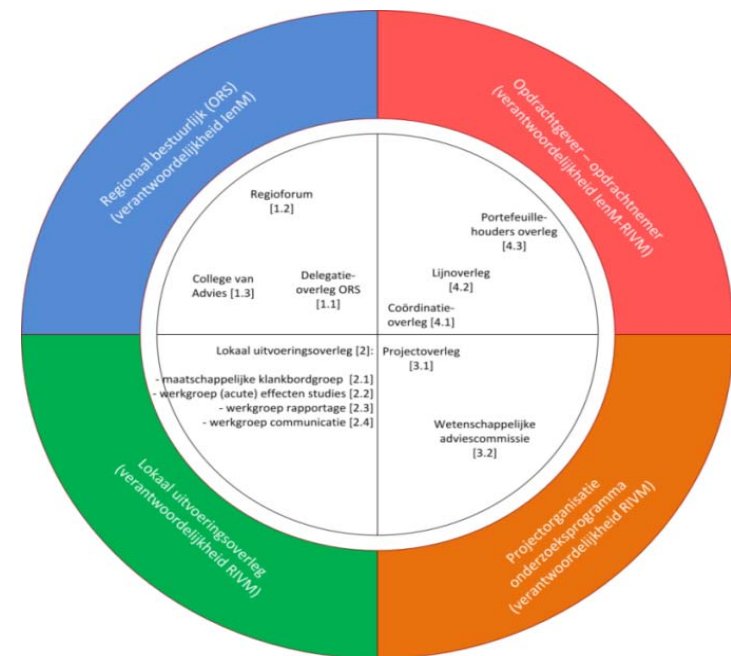 Regionaal bestuurlijk (ORS)
(verantwoordelijkheid IenM)
Opdrachtgever – opdrachtnemer
(verantwoordelijkheid IenM-RIVM)
Regioforum
[1.2]
College van
Advies [1.3]
Delegatie-
overleg ORS
[1.1]
Portefeuille-
houders overleg
[4.3]
Lijnoverleg
[4.2]
Coördinatie-
overleg [4.1]
Lokaal uitvoeringsoverleg [2]:
- maatschappelijke klankbordgroep [2.1]
- werkgroep (acute) effecten studies [2.2]
- werkgroep rapportage [2.3]
- werkgroep communicatie [2.4]
Projectoverleg
[3.1]
Wetenschappelijke
adviescommissie
[3.2]
Lokaal uitvoeringsoverleg
(verantwoordelijkheid RIVM)
Projectorganisatie
onderzoeksprogramma
(verantwoordelijkheid RIVM)